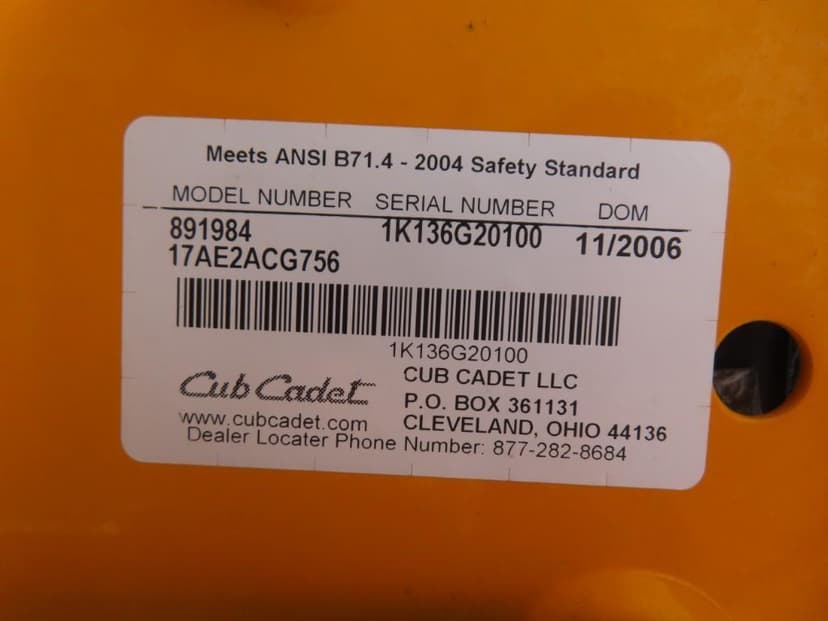 Meets ANSI B71.4 - 2004 Safety Standard
MODEL NUMBER SERIAL NUMBER DOM
891984 1K136G20100 11/2006
17AE2ACG756
1K136G20100
Cub Cadet CUB CADET LLC
P.O. BOX 361131
www.cubcadet.com CLEVELAND, OHIO 44136
Dealer Locater Phone Number: 877-282-8684